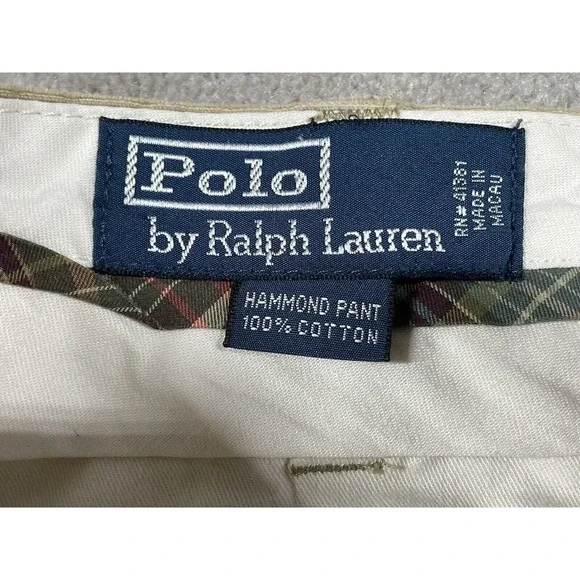 Polo
by Ralph Lauren
RN# 41381
MADE IN
MACAU
HAMMOND PANT
100% COTTON